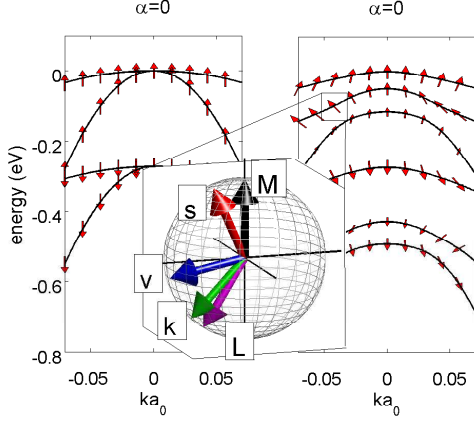 α=0
α=0
energy (eV)
0
-0.2
-0.4
-0.6
-0.8
M
s
v
k
L
-0.05
0
0.05
-0.05
0
0.05
ka₀
ka₀